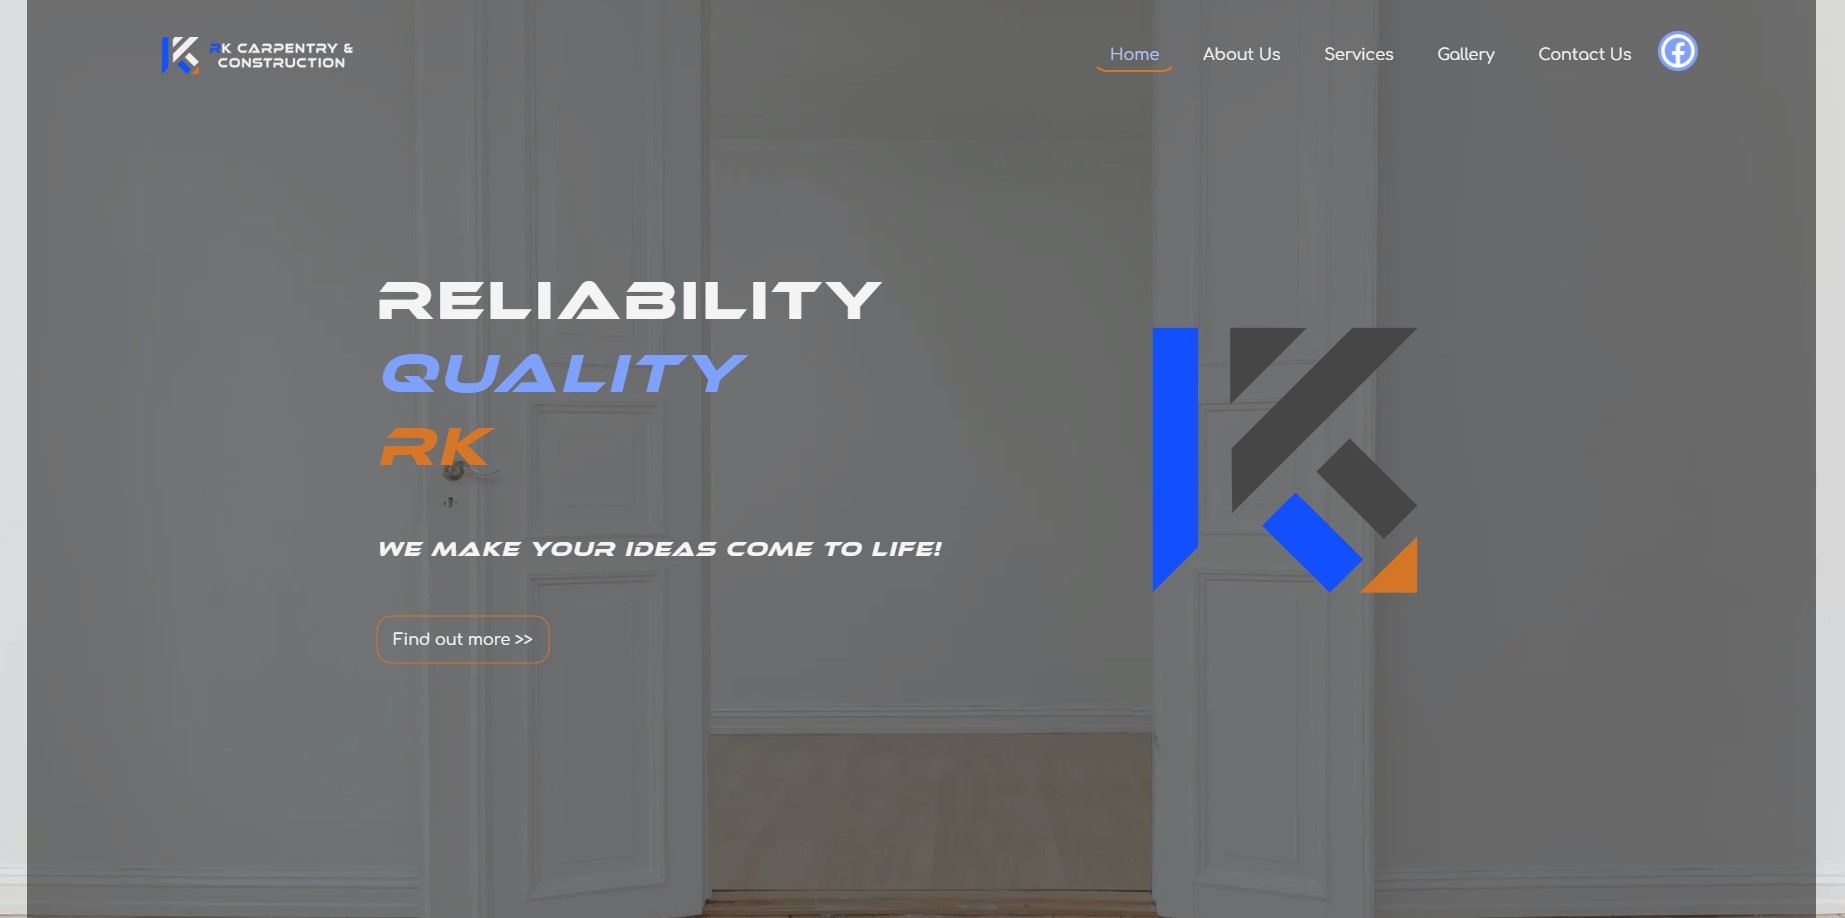 RK CARPENTRY &
CONSTRUCTION
Home About Us Services Gallery Contact Us
RELIABILITY
QUALITY
RK
WE MAKE YOUR IDEAS COME TO LIFE!
Find out more >>